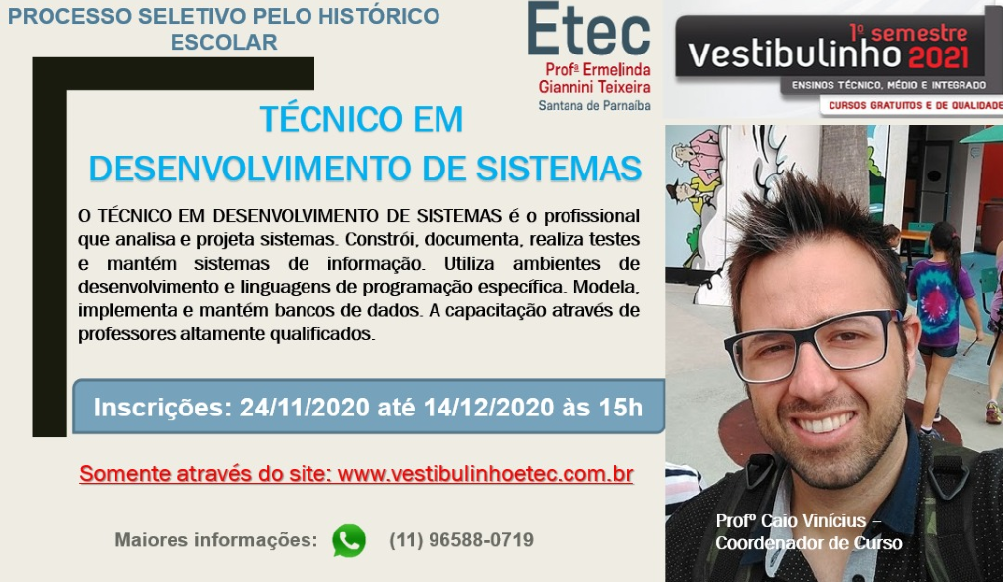 PROCESSO SELETIVO PELO HISTÓRICO
ESCOLAR
Etec
Profª Ermelinda
Giannini Teixeira
Santana de Parnaíba
1º semestre
vestibulinho 2021
ENSINOS TÉCNICO, MÉDIO E INTEGRADO
CURSOS GRATUITOS E DE QUALIDADE
TÉCNICO EM
DESENVOLVIMENTO DE SISTEMAS
O TÉCNICO EM DESENVOLVIMENTO DE SISTEMAS é o profissional
que analisa e projeta sistemas. Constrói, documenta, realiza testes
e mantém sistemas de informação. Utiliza ambientes de
desenvolvimento e linguagens de programação específica. Modela,
implementa e mantém bancos de dados. A capacitação através de
professores altamente qualificados.
Inscrições: 24/11/2020 até 14/12/2020 às 15h
Somente através do site: www.vestibulinhoetec.com.br
Maiores informações: (11) 96588-0719
Profº Caio Vinícius –
Coordenador de Curso